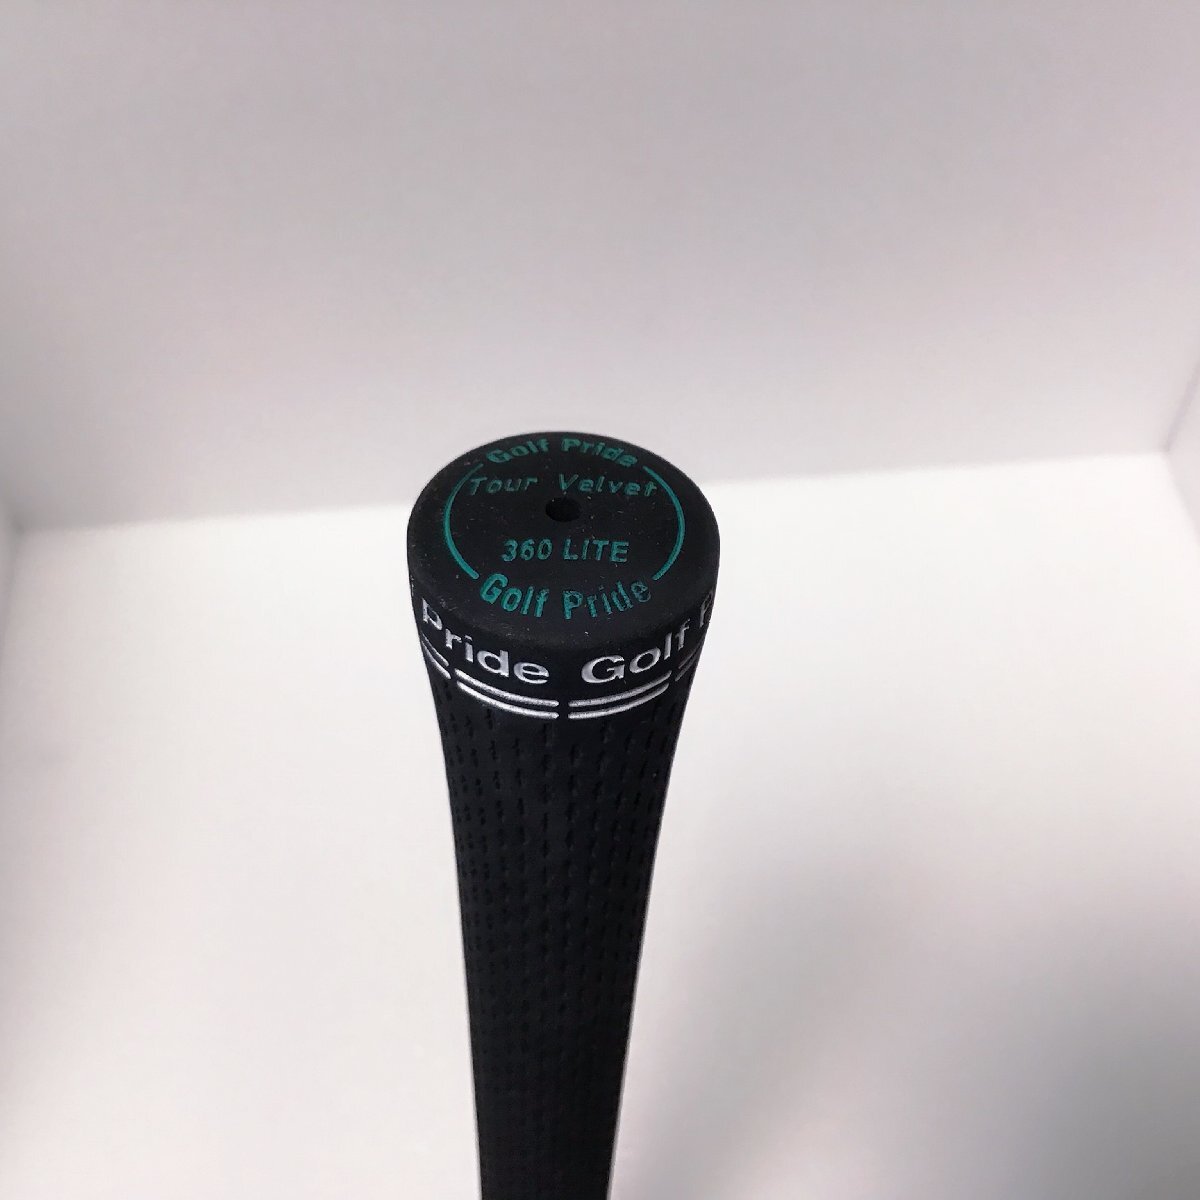 Golf Pride
Tour Velvet
360 LITE
Golf Pride
Pride Golf P